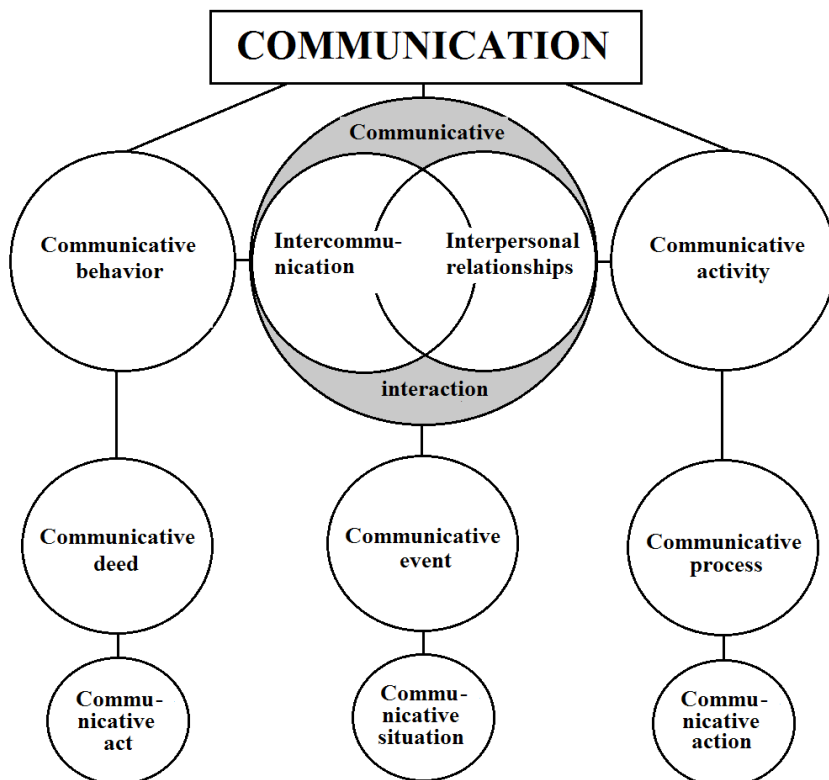 COMMUNICATION
Communicative
Communicative
behavior
Intercommu-
nication
Interpersonal
relationships
Communicative
activity
interaction
Communicative
deed
Communicative
event
Communicative
process
Commu-
nicative
act
Commu-
nicative
situation
Commu-
nicative
action